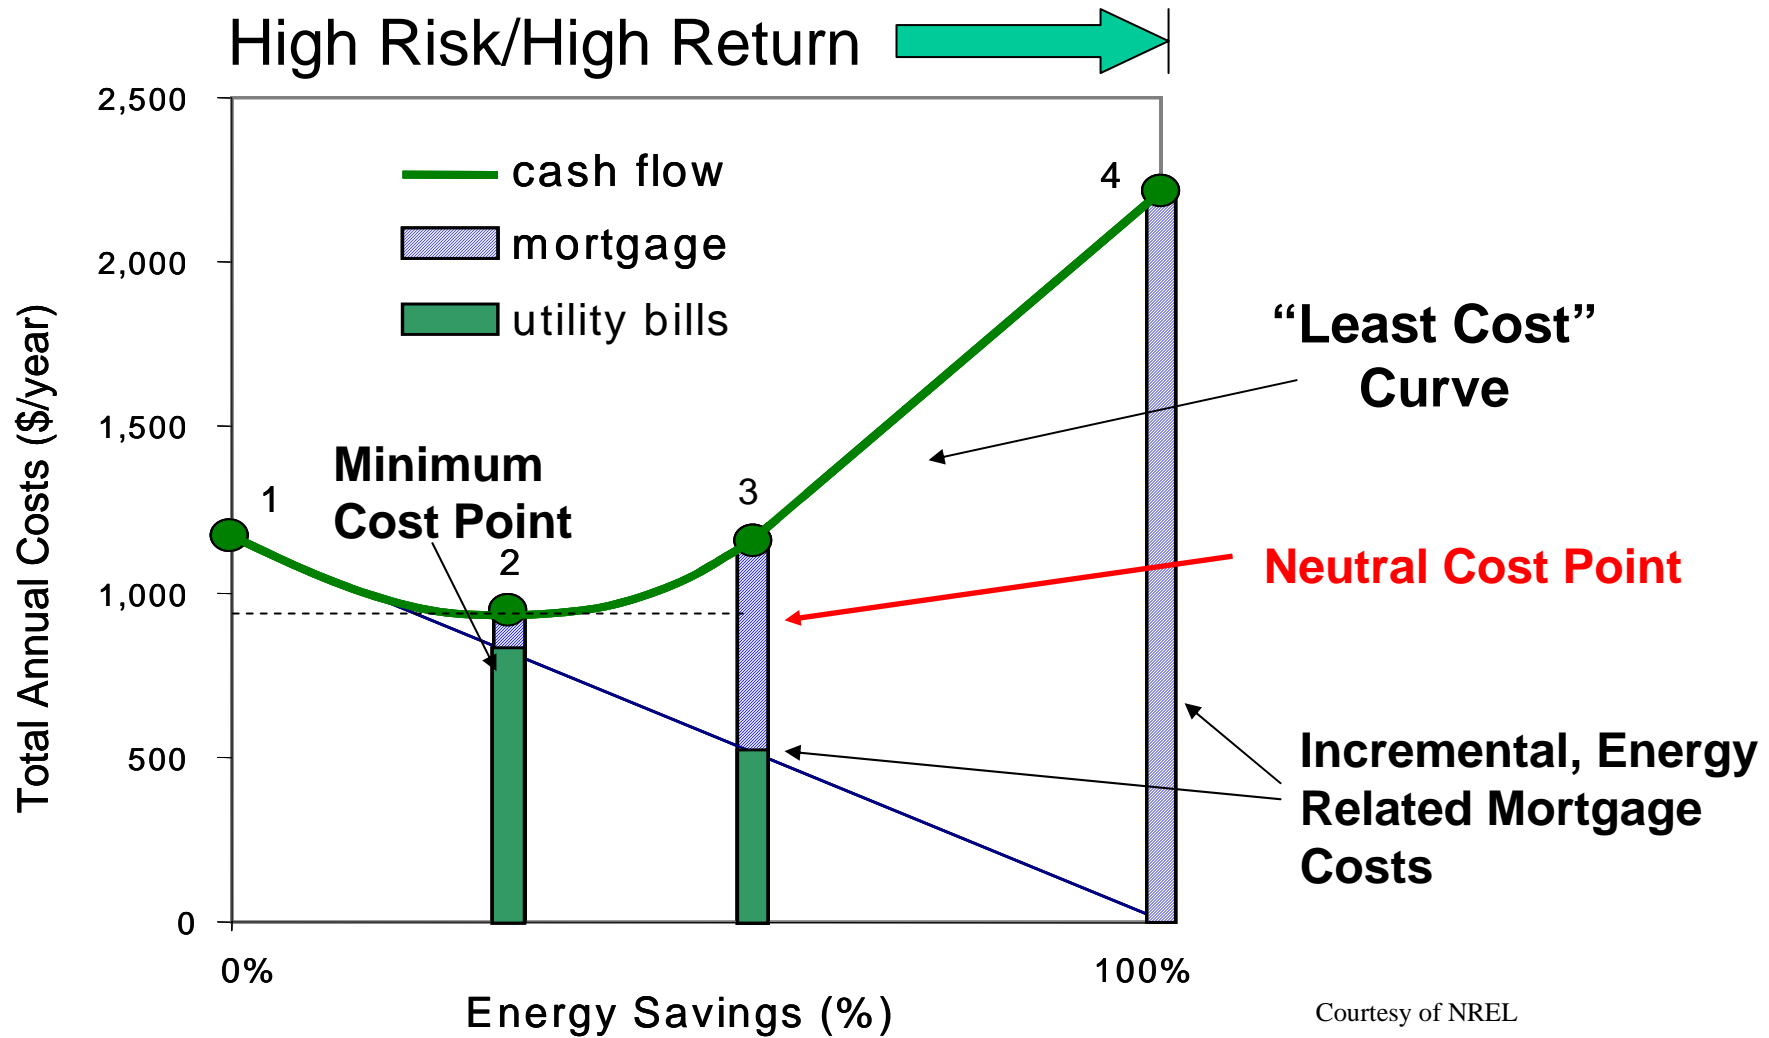 High Risk/High Return
2,500
2,000
1,500
1,000
500
0
Total Annual Costs ($/year)
cash flow
mortgage
utility bills
1
Minimum
Cost Point
2
3
4
“Least Cost”
Curve
Neutral Cost Point
Incremental, Energy
Related Mortgage
Costs
0%
100%
Energy Savings (%)
Courtesy of NREL